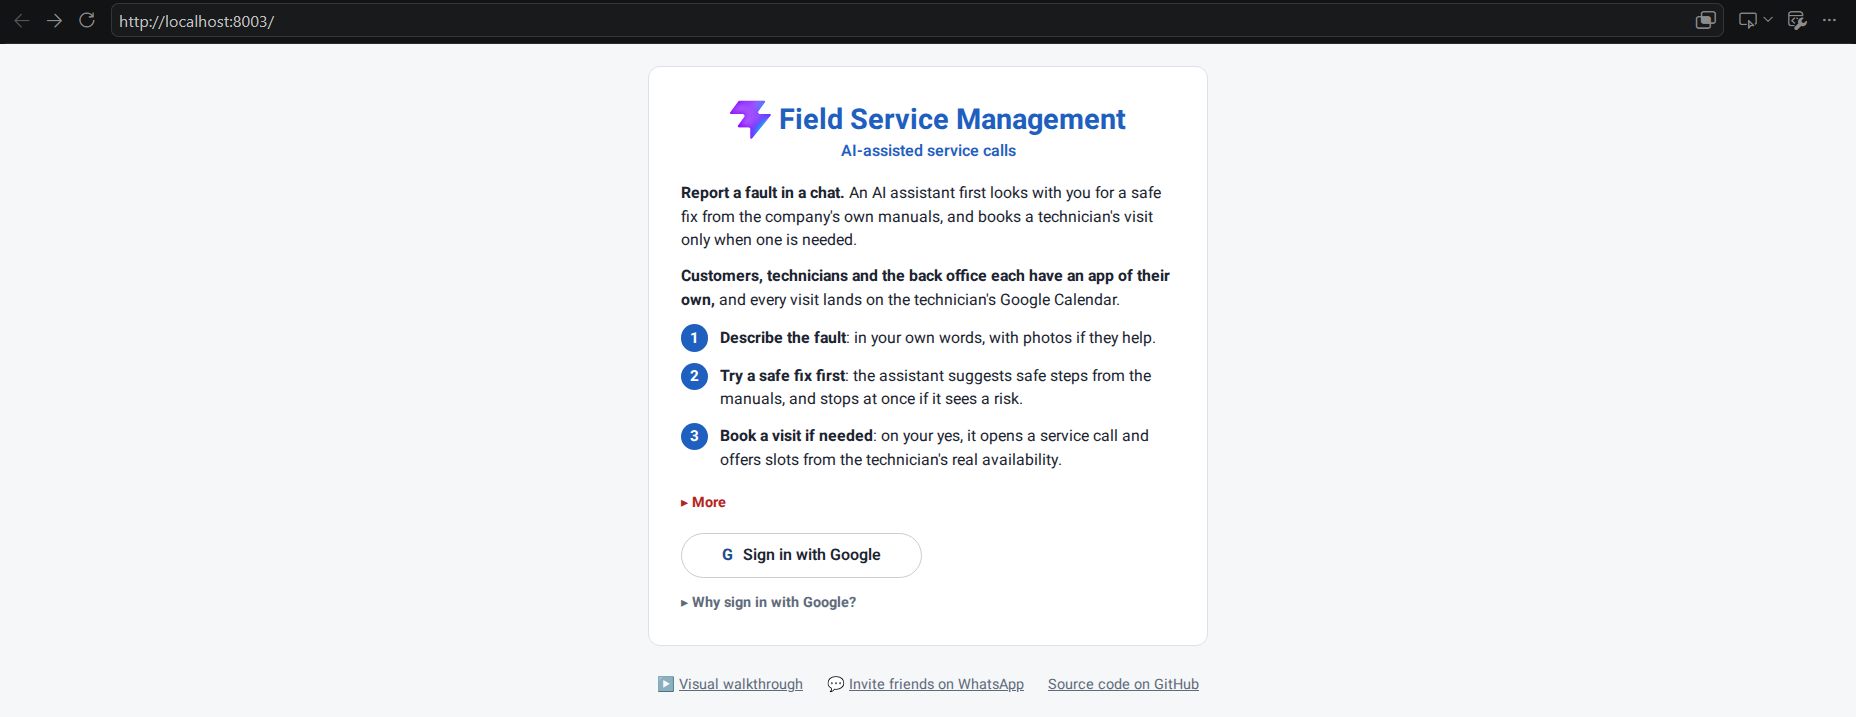 http://localhost:8003/
Field Service Management
AI-assisted service calls
Report a fault in a chat. An AI assistant first looks with you for a safe
fix from the company's own manuals, and books a technician's visit
only when one is needed.
Customers, technicians and the back office each have an app of their
own, and every visit lands on the technician's Google Calendar.
1 Describe the fault: in your own words, with photos if they help.
2 Try a safe fix first: the assistant suggests safe steps from the
manuals, and stops at once if it sees a risk.
3 Book a visit if needed: on your yes, it opens a service call and
offers slots from the technician's real availability.
▸ More
G Sign in with Google
▸ Why sign in with Google?
Visual walkthrough Invite friends on WhatsApp Source code on GitHub